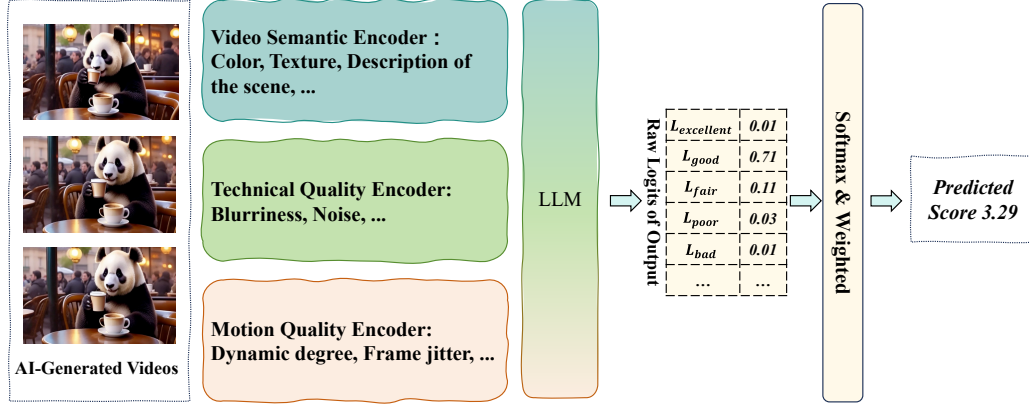 AI-Generated Videos
Video Semantic Encoder：
Color, Texture, Description of
the scene, ...
Technical Quality Encoder:
Blurriness, Noise, ...
Motion Quality Encoder:
Dynamic degree, Frame jitter, ...
LLM
Raw Logits of Output
L_excellent 0.01
L_good 0.71
L_fair 0.11
L_poor 0.03
L_bad 0.01
... ...
Softmax & Weighted
Predicted
Score 3.29